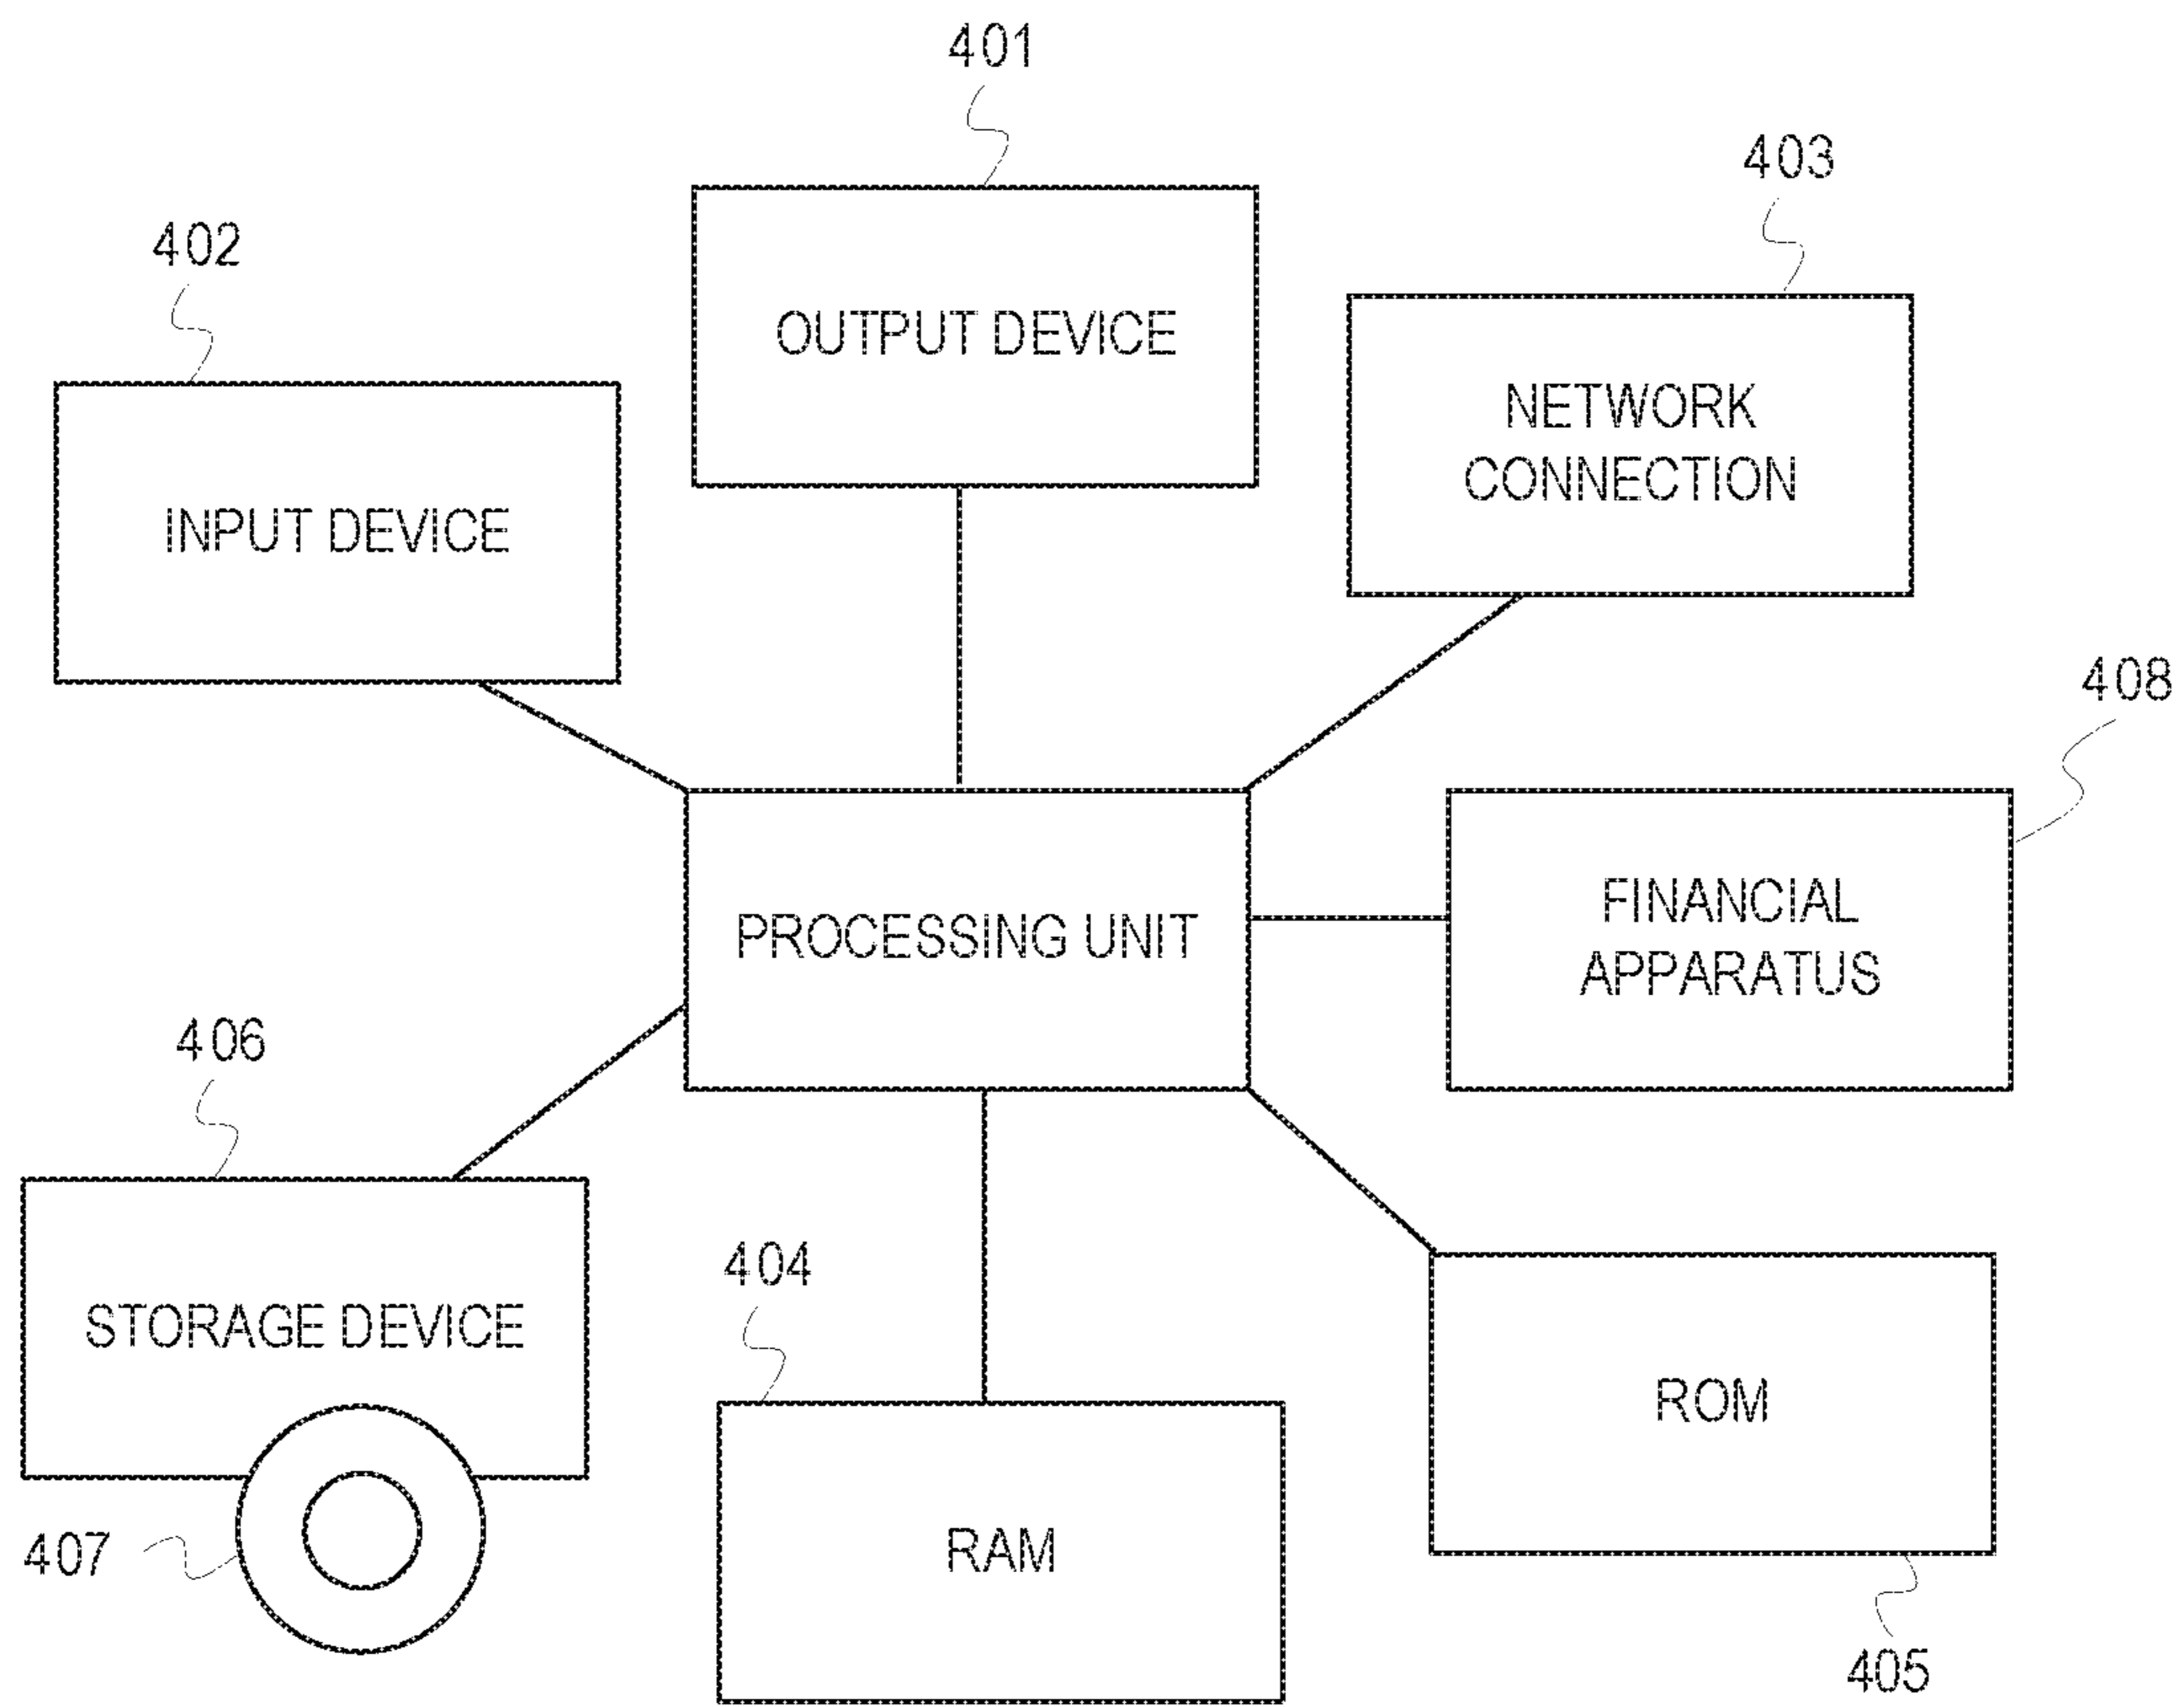 401
403
402
OUTPUT DEVICE
NETWORK
CONNECTION
INPUT DEVICE
408
PROCESSING UNIT
FINANCIAL
APPARATUS
406
404
STORAGE DEVICE
ROM
407
RAM
405